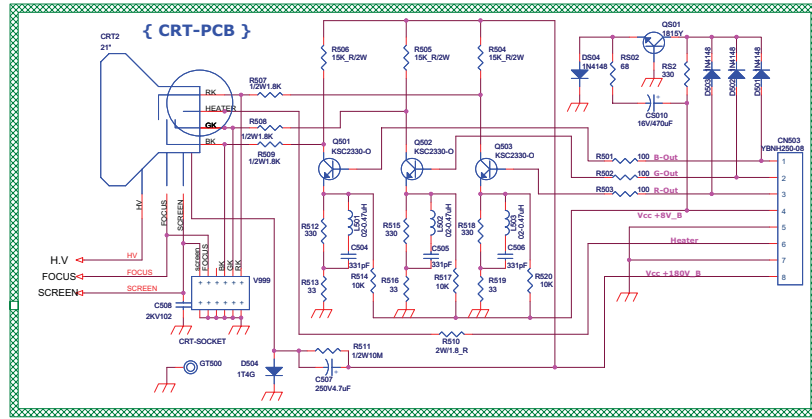 { CRT-PCB }
CRT2
21"
R506
15K_R/2W
R505
15K_R/2W
R504
15K_R/2W
QS01
1815Y
DS04
1N4148
RS02
68
RS2
330
D503
1N4148
D502
1N4148
D501
1N4148
CS010
16V/470uF
RK
R507
1/2W1.8K
HEATER
GK
R508
1/2W1.8K
BK
R509
1/2W1.8K
Q501
KSC2330-O
Q502
KSC2330-O
Q503
KSC2330-O
CN503
YBNH250-08
R501
100
B-Out
1
R502
100
G-Out
2
R503
100
R-Out
3
Vcc +8V_B
4
5
Heater
6
7
Vcc +180V_B
8
HV
FOCUS
SCREEN
R512
330
L501
02-0.47uH
C504
331pF
R513
33
R514
10K
R515
330
L502
02-0.47uH
C505
331pF
R516
33
R517
10K
R518
330
L503
02-0.47uH
C506
331pF
R519
33
R520
10K
H.V
HV
FOCUS
FOCUS
SCREEN
SCREEN
screen
FOCUS
BK
GK
RK
V999
C508
2KV102
CRT-SOCKET
GT500
D504
1T4G
R511
1/2W10M
C507
250V4.7uF
R510
2W/1.8_R